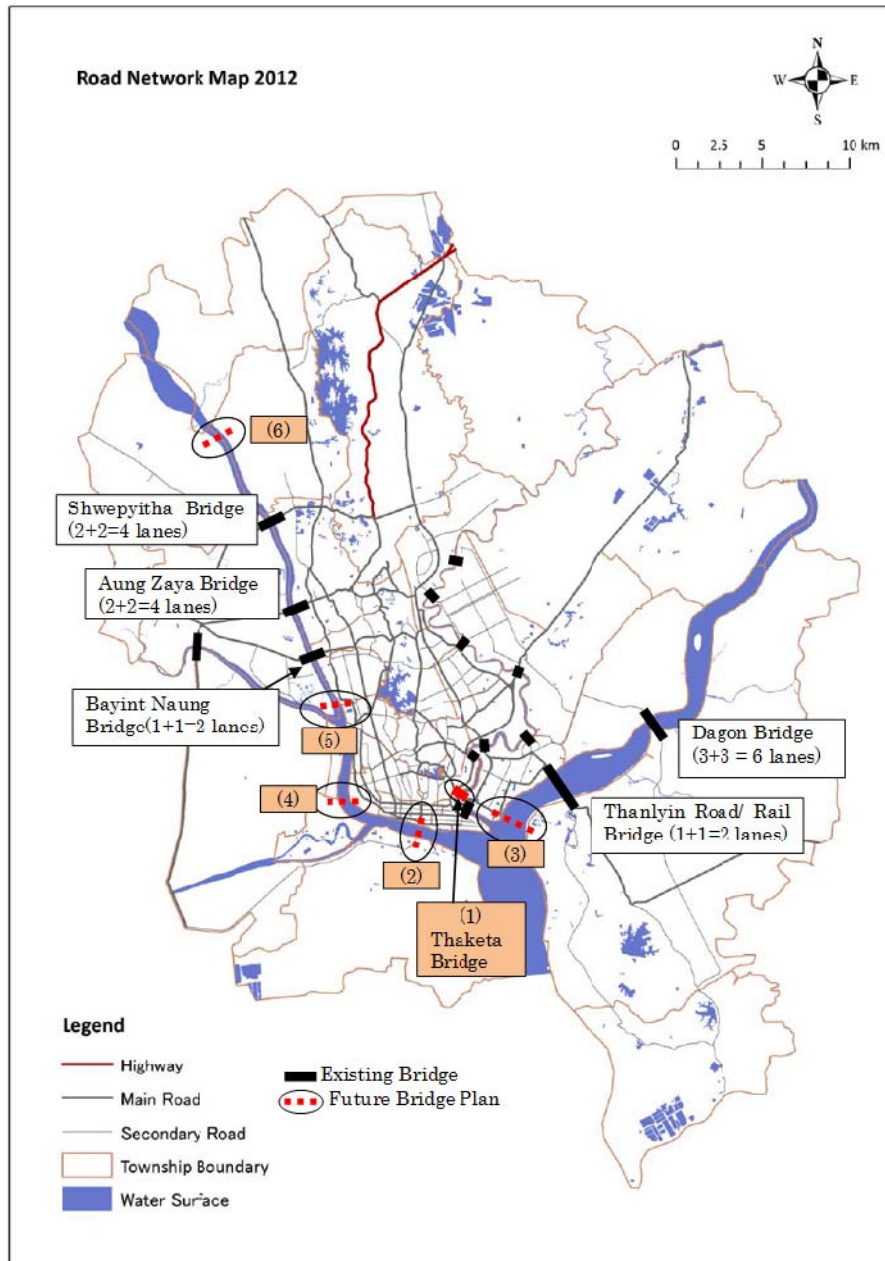 Road Network Map 2012
N
W
E
S
0 2.5 5 10 km
(6)
Shwepyitha Bridge
(2+2=4 lanes)
Aung Zaya Bridge
(2+2=4 lanes)
Bayint Naung
Bridge(1+1=2 lanes)
(5)
Dagon Bridge
(3+3 = 6 lanes)
(4)
Thanlyin Road/ Rail
Bridge (1+1=2 lanes)
(3)
(2)
(1)
Thaketa
Bridge
Legend
Highway
Main Road
Secondary Road
Township Boundary
Water Surface
Existing Bridge
Future Bridge Plan